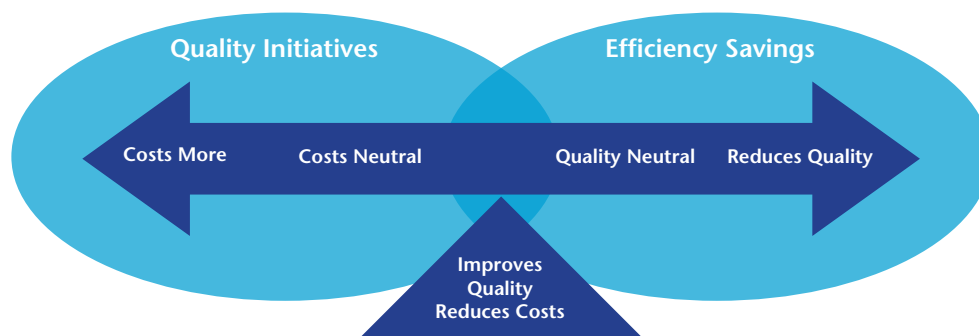 Quality Initiatives
Efficiency Savings
Costs More
Costs Neutral
Quality Neutral
Reduces Quality
Improves
Quality
Reduces Costs